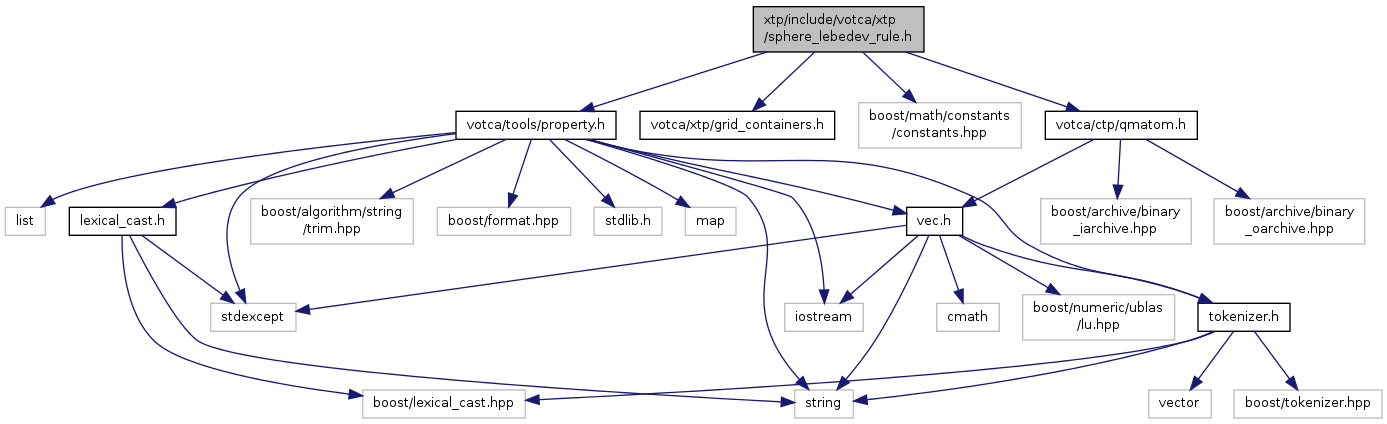 xtp/include/votca/xtp
/sphere_lebedev_rule.h
votca/tools/property.h
votca/xtp/grid_containers.h
boost/math/constants
/constants.hpp
votca/ctp/qmatom.h
list
lexical_cast.h
boost/algorithm/string
/trim.hpp
boost/format.hpp
stdlib.h
map
vec.h
boost/archive/binary
_iarchive.hpp
boost/archive/binary
_oarchive.hpp
stdexcept
iostream
cmath
boost/numeric/ublas
/lu.hpp
tokenizer.h
boost/lexical_cast.hpp
string
vector
boost/tokenizer.hpp